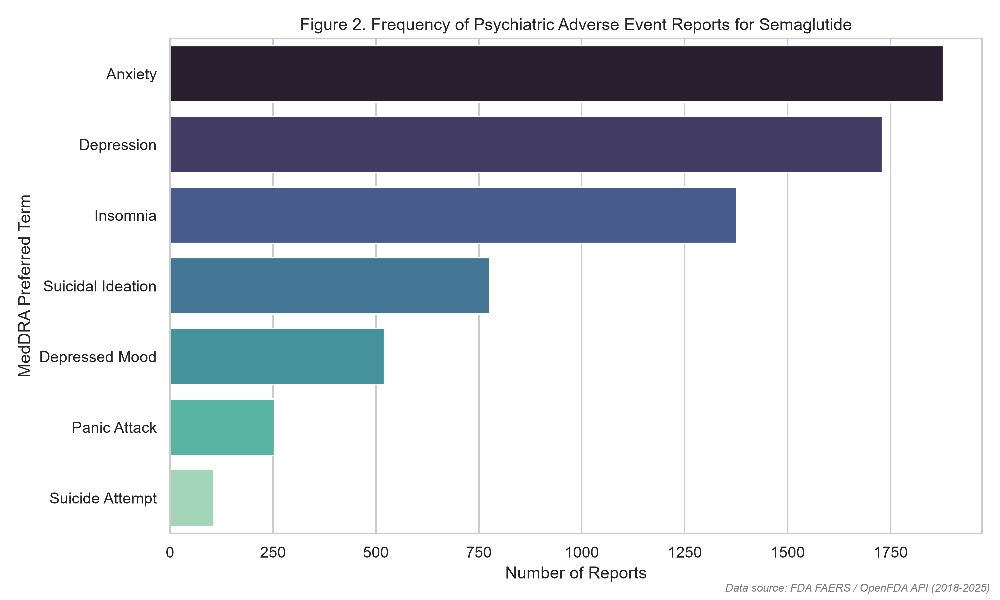 Figure 2. Frequency of Psychiatric Adverse Event Reports for Semaglutide
MedDRA Preferred Term
Anxiety
Depression
Insomnia
Suicidal Ideation
Depressed Mood
Panic Attack
Suicide Attempt
0 250 500 750 1000 1250 1500 1750
Number of Reports
Data source: FDA FAERS / OpenFDA API (2018-2025)